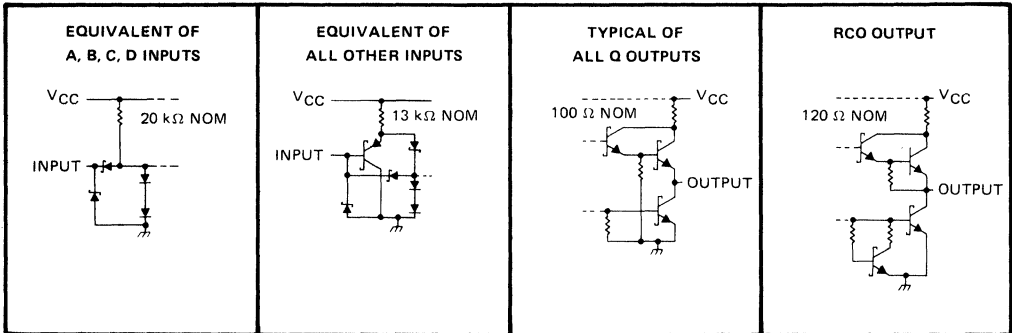 EQUIVALENT OF
A, B, C, D INPUTS
VCC
20 kΩ NOM
INPUT
EQUIVALENT OF
ALL OTHER INPUTS
VCC
13 kΩ NOM
INPUT
TYPICAL OF
ALL Q OUTPUTS
VCC
100 Ω NOM
OUTPUT
RCO OUTPUT
VCC
120 Ω NOM
OUTPUT